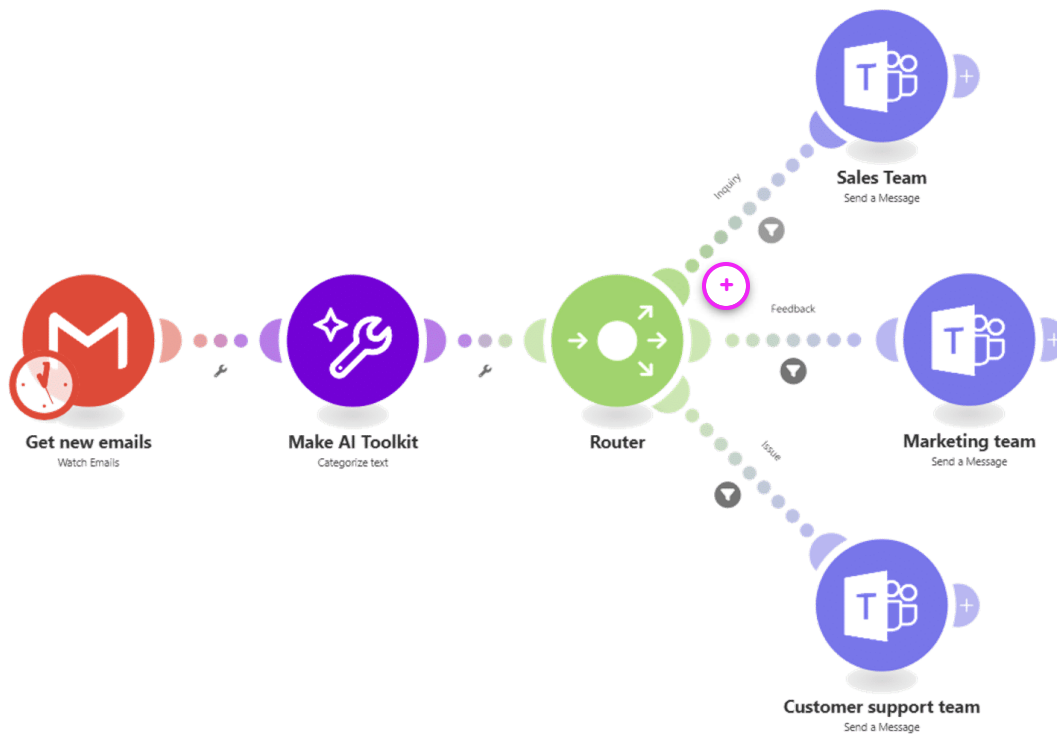 Inquiry
Sales Team
Send a Message
Feedback
Get new emails
Watch Emails
Make AI Toolkit
Categorize text
Router
Marketing team
Send a Message
Issue
Customer support team
Send a Message